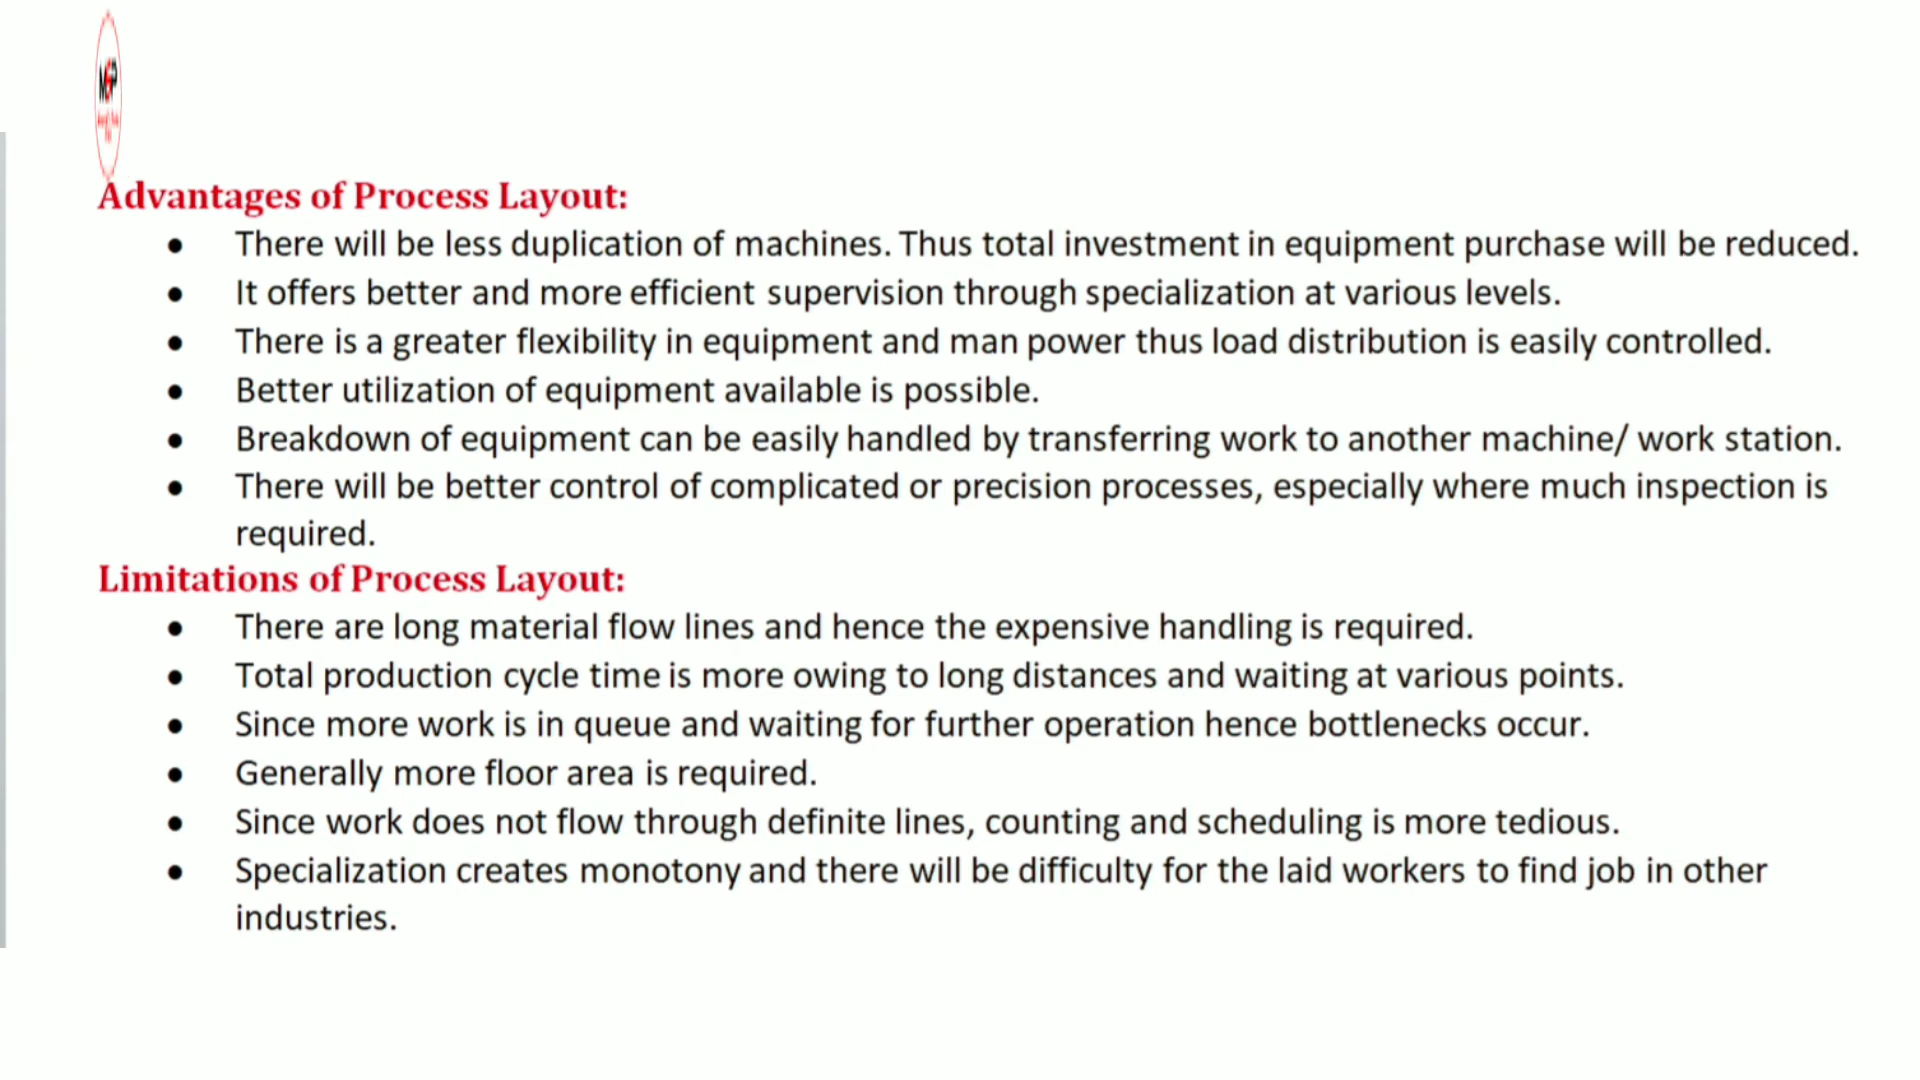 Advantages of Process Layout:
● There will be less duplication of machines. Thus total investment in equipment purchase will be reduced.
● It offers better and more efficient supervision through specialization at various levels.
● There is a greater flexibility in equipment and man power thus load distribution is easily controlled.
● Better utilization of equipment available is possible.
● Breakdown of equipment can be easily handled by transferring work to another machine/ work station.
● There will be better control of complicated or precision processes, especially where much inspection is
required.
Limitations of Process Layout:
● There are long material flow lines and hence the expensive handling is required.
● Total production cycle time is more owing to long distances and waiting at various points.
● Since more work is in queue and waiting for further operation hence bottlenecks occur.
● Generally more floor area is required.
● Since work does not flow through definite lines, counting and scheduling is more tedious.
● Specialization creates monotony and there will be difficulty for the laid workers to find job in other
industries.